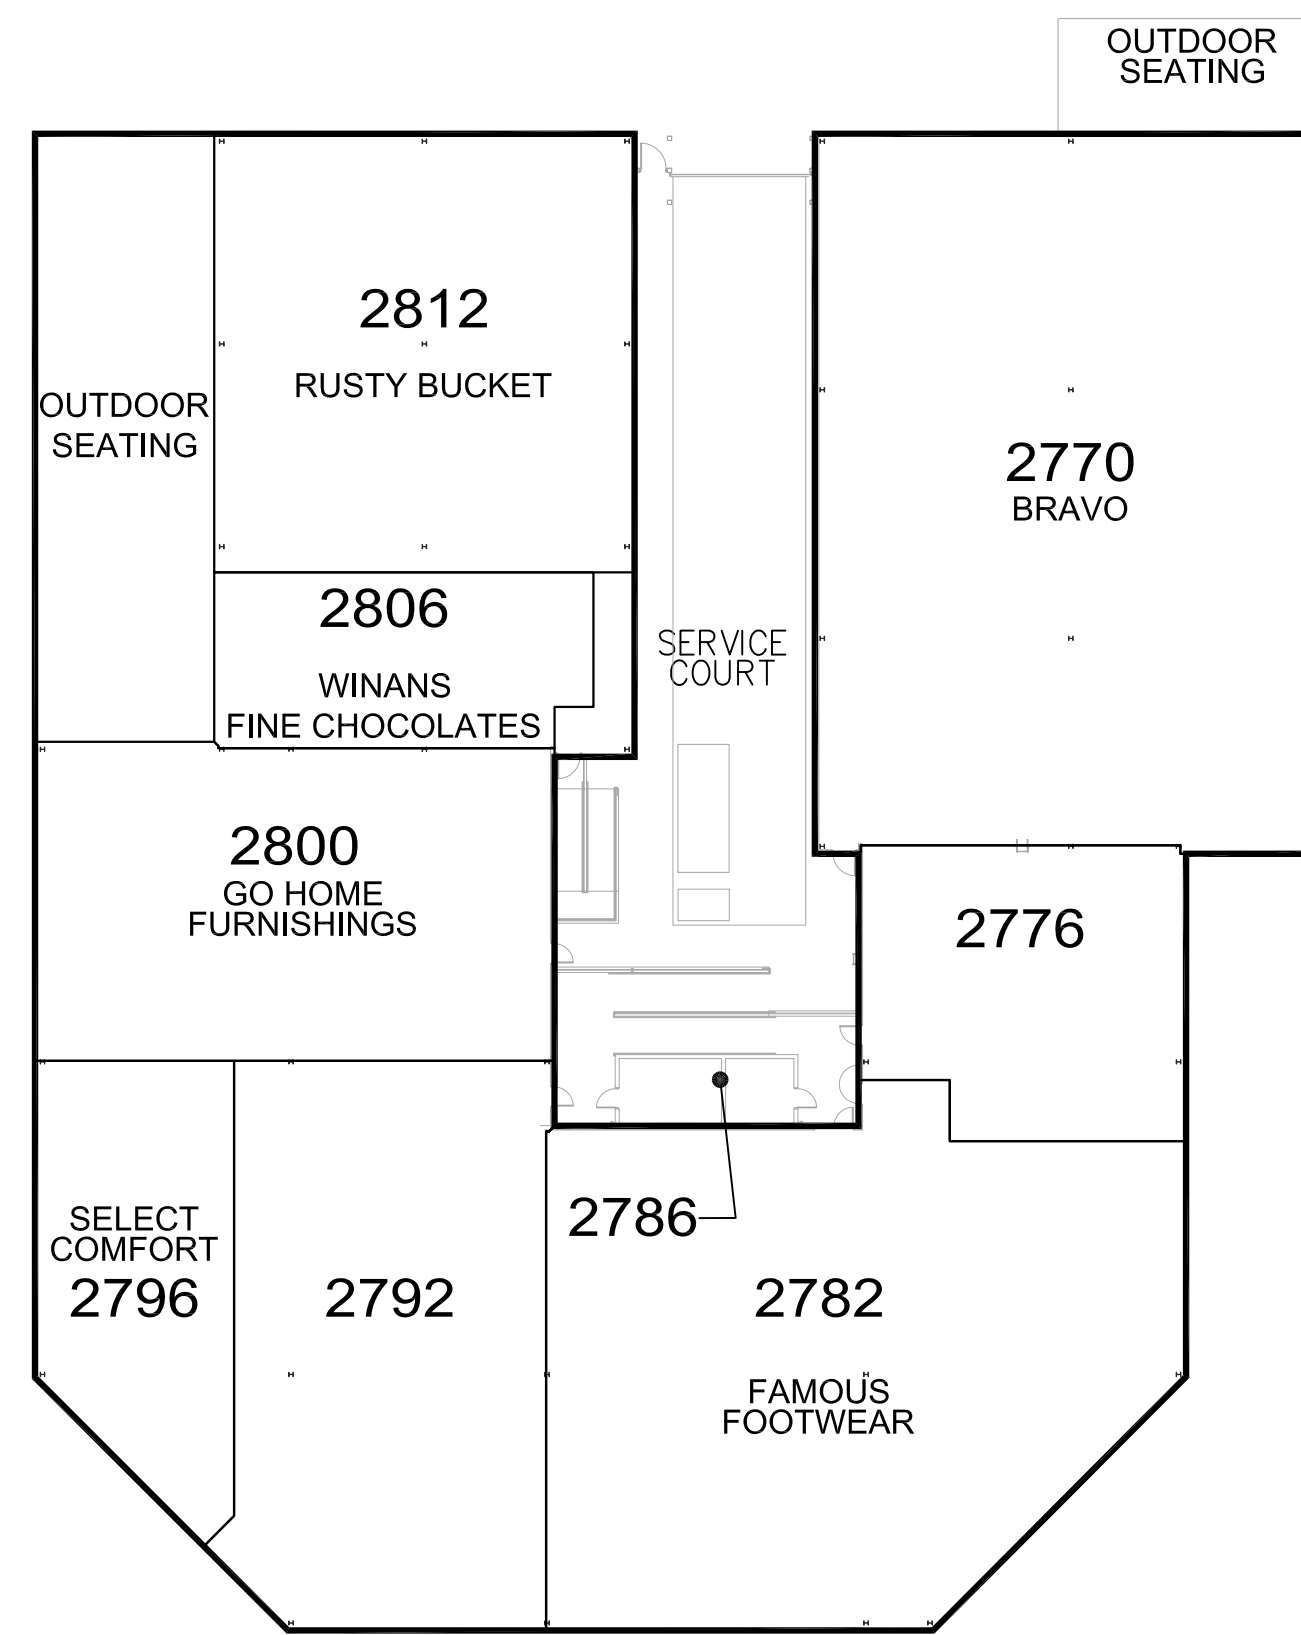 OUTDOOR
SEATING
2812
RUSTY BUCKET
OUTDOOR
SEATING
2770
BRAVO
2806
WINANS
FINE CHOCOLATES
SERVICE
COURT
2800
GO HOME
FURNISHINGS
2776
SELECT
COMFORT
2796
2792
2786
2782
FAMOUS
FOOTWEAR